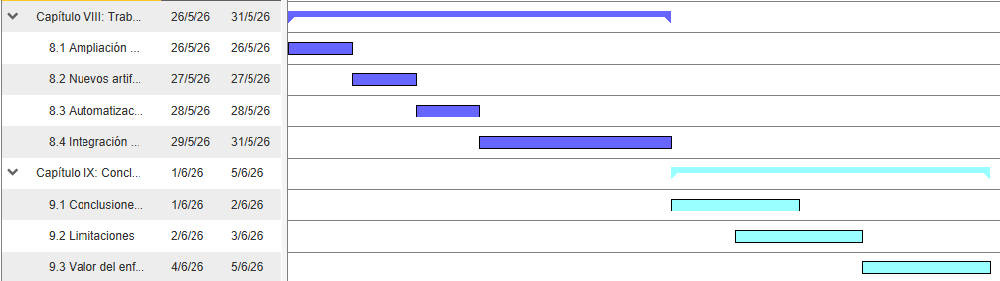 Capítulo VIII: Trab... 26/5/26 31/5/26
8.1 Ampliación ... 26/5/26 26/5/26
8.2 Nuevos artif... 27/5/26 27/5/26
8.3 Automatizac... 28/5/26 28/5/26
8.4 Integración ... 29/5/26 31/5/26
Capítulo IX: Concl... 1/6/26 5/6/26
9.1 Conclusione... 1/6/26 2/6/26
9.2 Limitaciones 2/6/26 3/6/26
9.3 Valor del enf... 4/6/26 5/6/26